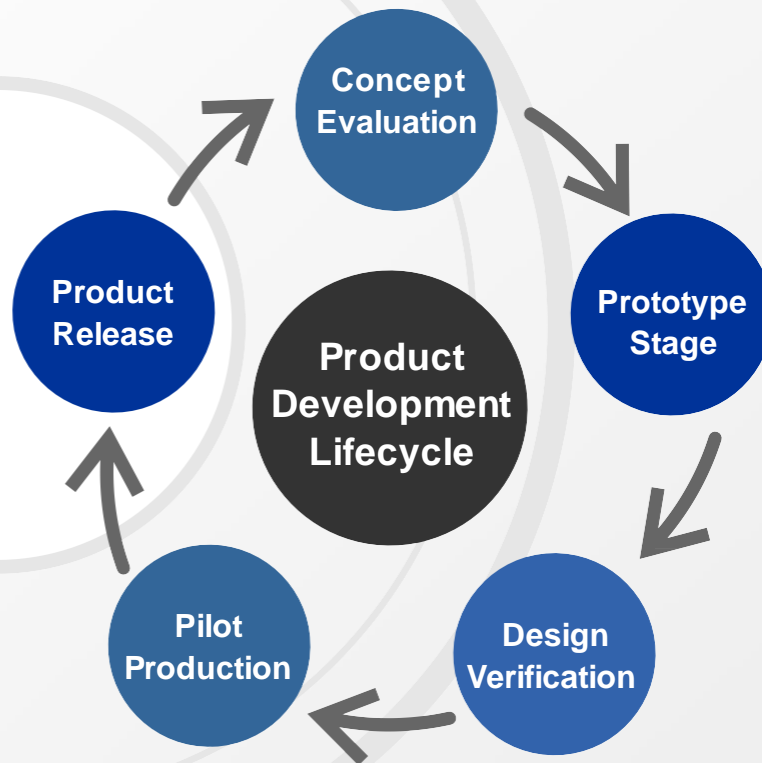 Concept
Evaluation
Prototype
Stage
Design
Verification
Pilot
Production
Product
Release
Product
Development
Lifecycle